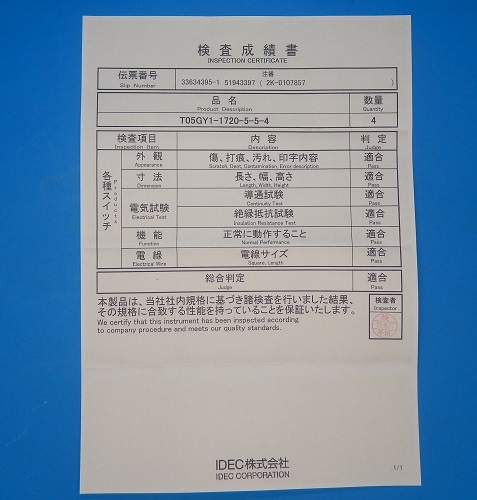 検査成績書
INSPECTION CERTIFICATE
伝票番号 注番
Slip Number 33634395-1 51943397 ( 2K-0107857 )
品名 数量
Product Description Quantity
T05GY1-1720-5-5-4 4
検査項目 内容 判定
Inspection Item Description Judge
各種スイッチ
Products
外観 傷、打痕、汚れ、印字内容 適合
Appearance Scratch, Dent, Contamination, Error description Pass
寸法 長さ、幅、高さ 適合
Dimension Length, Width, Height Pass
電気試験 導通試験 適合
Electrical Test Continuity Test Pass
絶縁抵抗試験 適合
Insulation Resistance Test Pass
機能 正常に動作すること 適合
Function Normal Performance. Pass
電線 電線サイズ 適合
Electrical Wire Square, Length Pass
総合判定 適合
Judge Pass
本製品は、当社社内規格に基づき諸検査を行いました結果、
その規格に合致する性能を持っていることを保証いたします。
We certify that this instrument has been inspected according
to company procedure and meets our quality standards.
検査者
Inspector
IDEC株式会社
IDEC CORPORATION
1/1